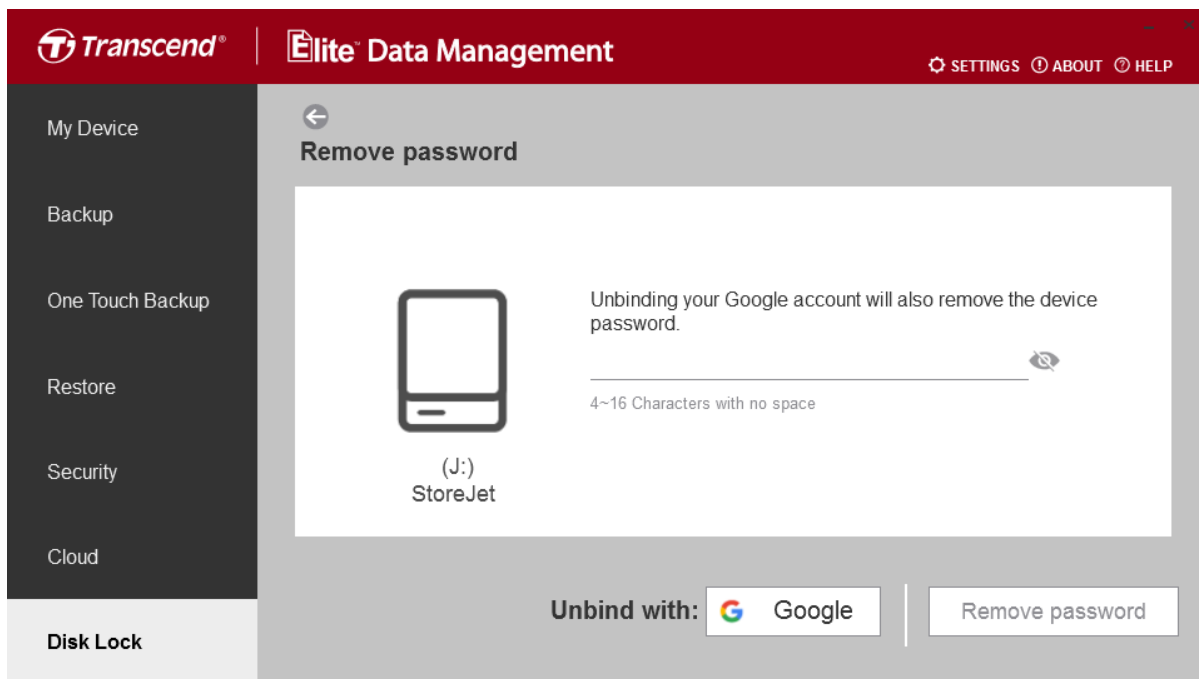 Transcend®
Elite™ Data Management
SETTINGS ABOUT HELP
My Device
Backup
One Touch Backup
Restore
Security
Cloud
Disk Lock
Remove password
Unbinding your Google account will also remove the device
password.
4~16 Characters with no space
(J:)
StoreJet
Unbind with: G Google
Remove password